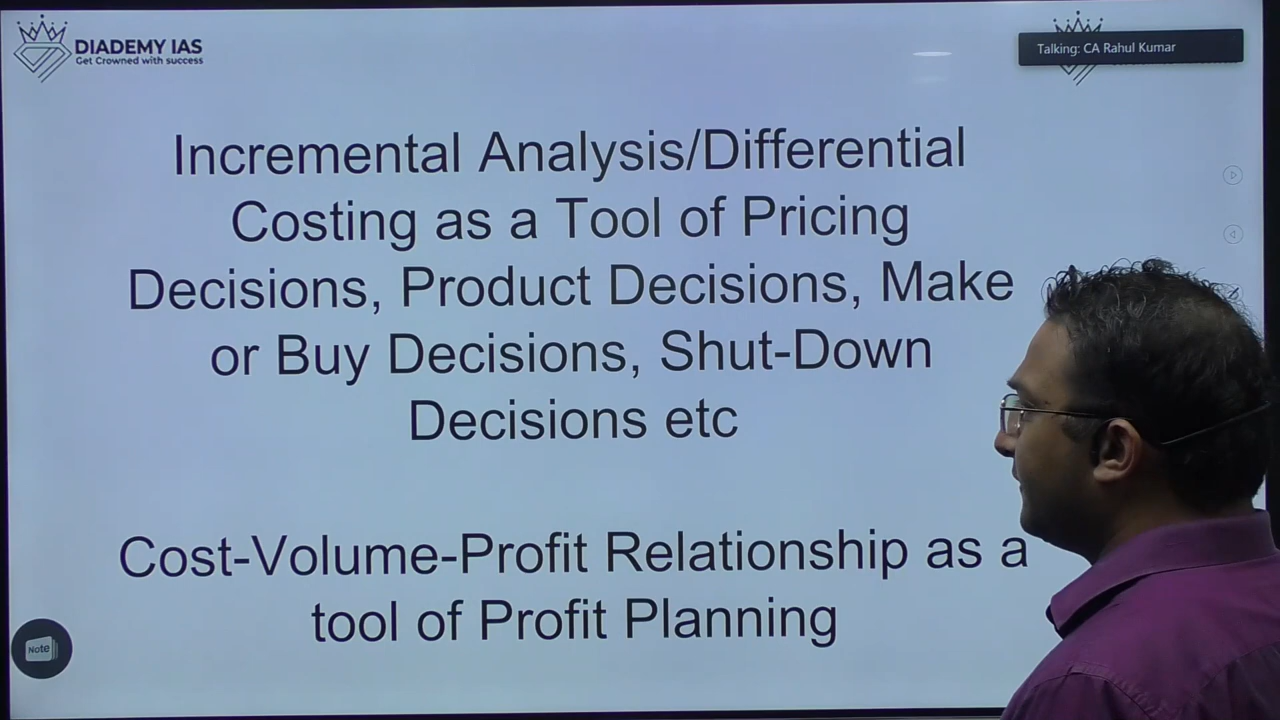 DIADEMY IAS
Get Crowned with success
Talking: CA Rahul Kumar
Incremental Analysis/Differential
Costing as a Tool of Pricing
Decisions, Product Decisions, Make
or Buy Decisions, Shut-Down
Decisions etc
Cost-Volume-Profit Relationship as a
tool of Profit Planning
Note